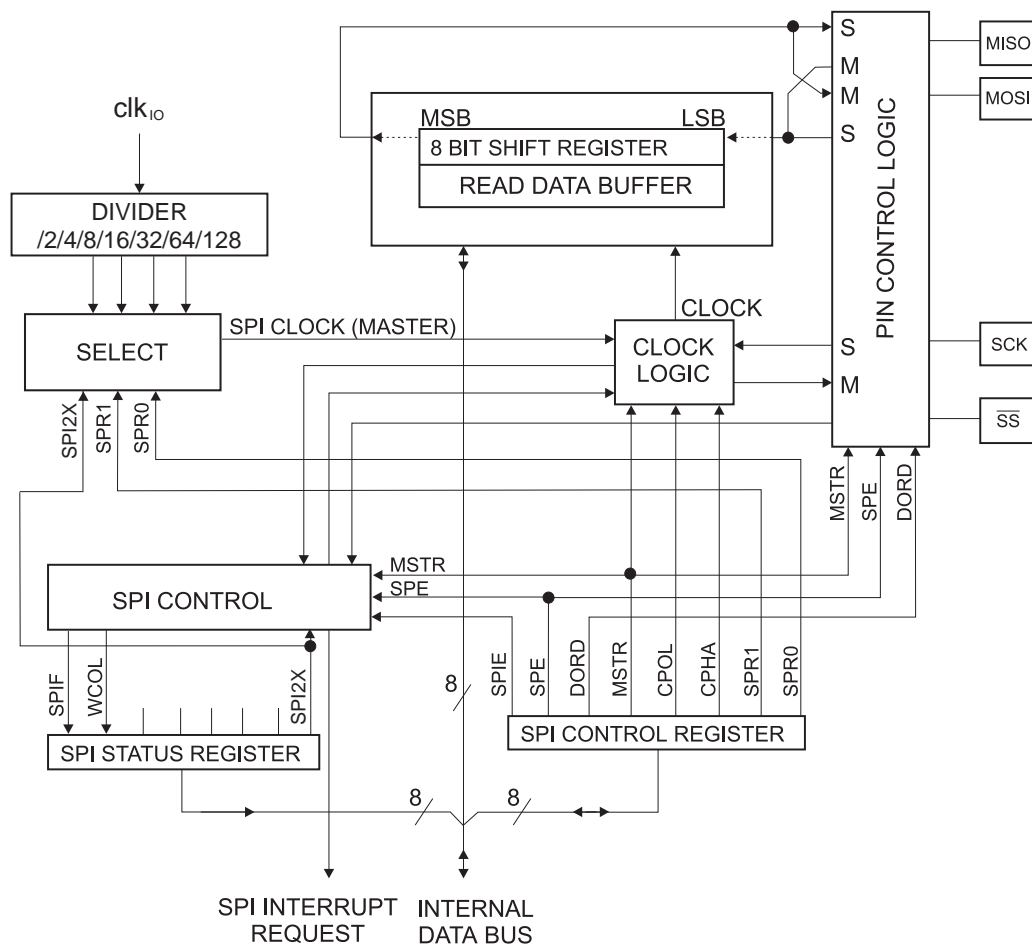 S
MISO
M
M
MOSI
clkIO
MSB
LSB
S
8 BIT SHIFT REGISTER
READ DATA BUFFER
PIN CONTROL LOGIC
DIVIDER
/2/4/8/16/32/64/128
CLOCK
SPI CLOCK (MASTER)
SELECT
CLOCK
LOGIC
S
SCK
M
SPI2X
SPR1
SPR0
SS
MSTR
SPE
DORD
MSTR
SPE
SPI CONTROL
SPIF
WCOL
SPI2X
8
SPIE
SPE
DORD
MSTR
CPOL
CPHA
SPR1
SPR0
SPI STATUS REGISTER
SPI CONTROL REGISTER
8
8
SPI INTERRUPT
REQUEST
INTERNAL
DATA BUS